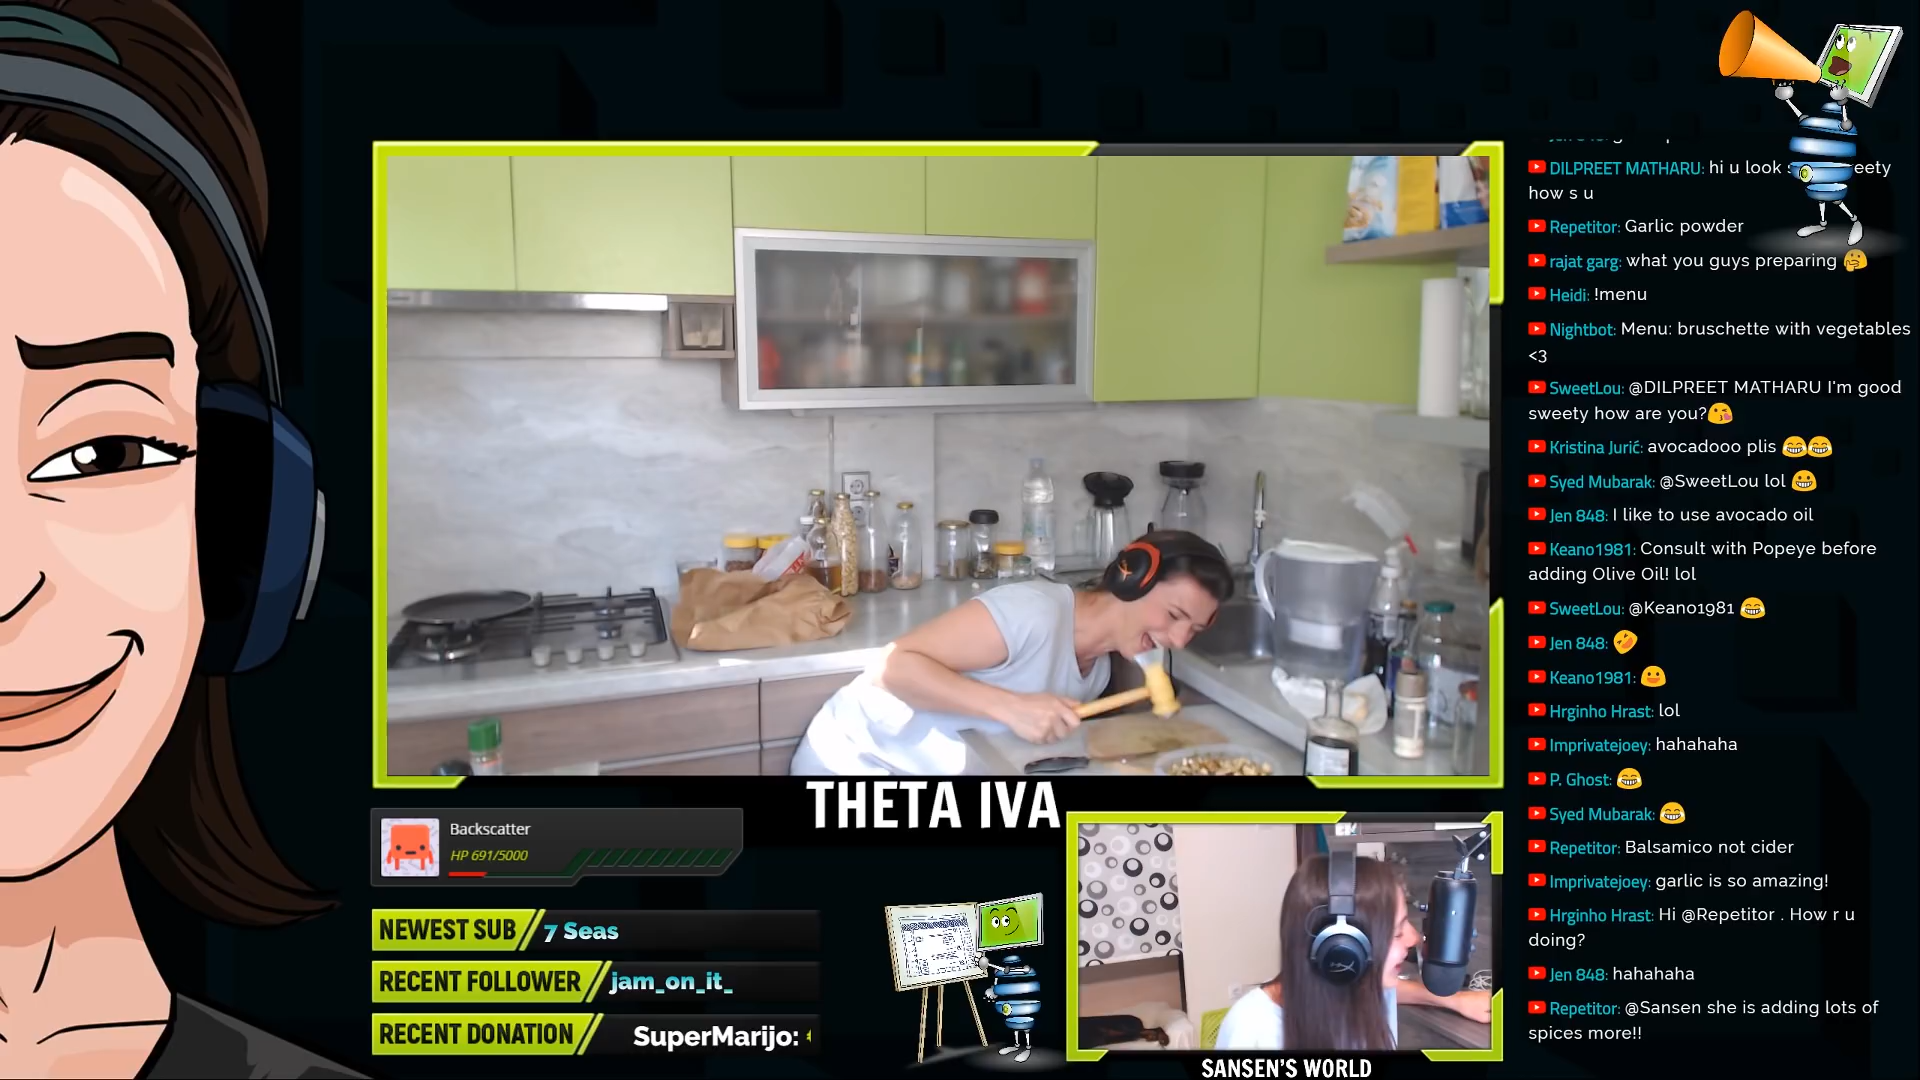 THETA IVA
Backscatter
HP 691/5000
NEWEST SUB 7 Seas
RECENT FOLLOWER jam_on_it_
RECENT DONATION SuperMarijo:
SANSEN'S WORLD
DILPREET MATHARU: hi u look
how s u
Repetitor: Garlic powder
rajat garg: what you guys preparing 🤔
Heidi: !menu
Nightbot: Menu: bruschette with vegetables
<3
SweetLou: @DILPREET MATHARU I'm good
sweety how are you?😘
Kristina Jurić: avocadooo plis 😂😂
Syed Mubarak: @SweetLou lol 😀
Jen 848: I like to use avocado oil
Keano1981: Consult with Popeye before
adding Olive Oil! lol
SweetLou: @Keano1981 😂
Jen 848: 🤣
Keano1981: 😃
Hrginho Hrast: lol
Imprivatejoey: hahahaha
P. Ghost: 😂
Syed Mubarak: 😂
Repetitor: Balsamico not cider
Imprivatejoey: garlic is so amazing!
Hrginho Hrast: Hi @Repetitor . How r u
doing?
Jen 848: hahahaha
Repetitor: @Sansen she is adding lots of
spices more!!